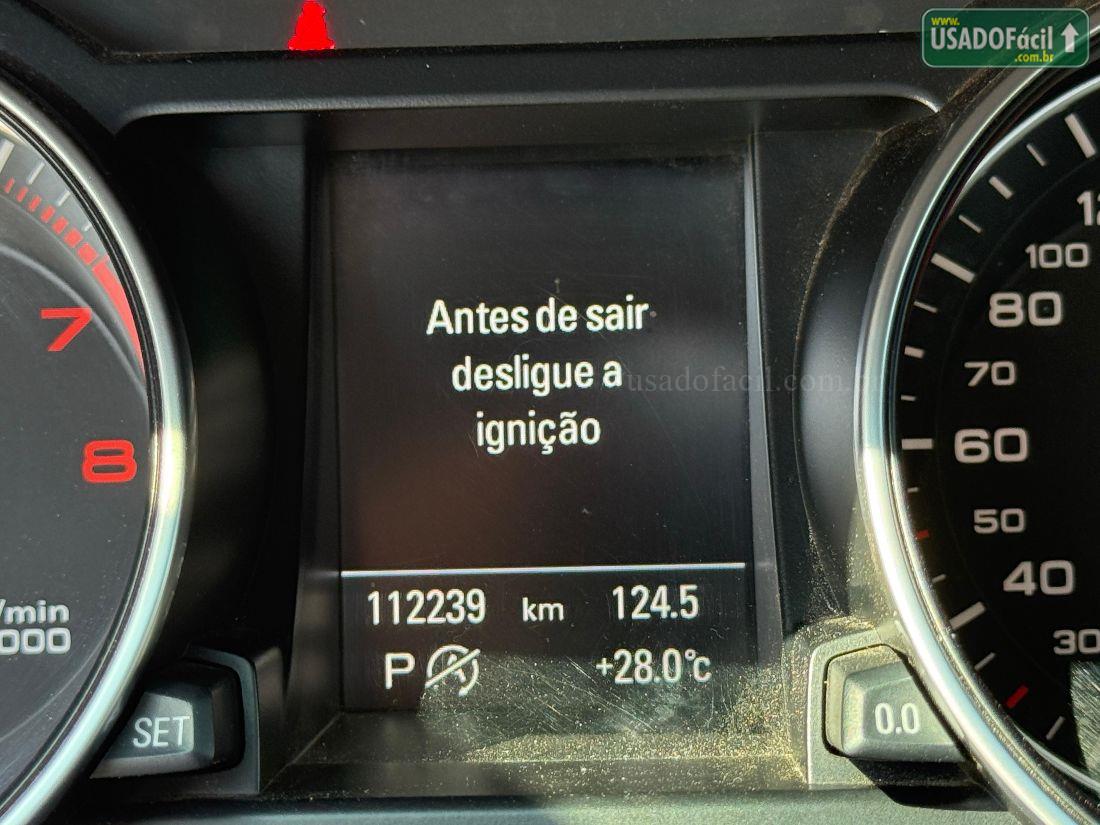 www.
USADOFácil
.com.br
Antes de sair
desligue a
ignição
usadofacil.com
112239 km 124.5
P
+28.0°c
SET
0.0
7
8
/min
000
100
80
70
60
50
40
30